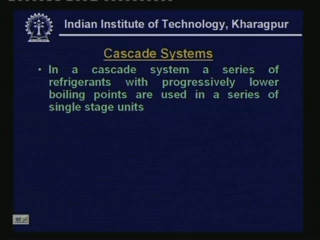 Indian Institute of Technology, Kharagpur
Cascade Systems
• In a cascade system a series of
refrigerants with progressively lower
boiling points are used in a series of
single stage units